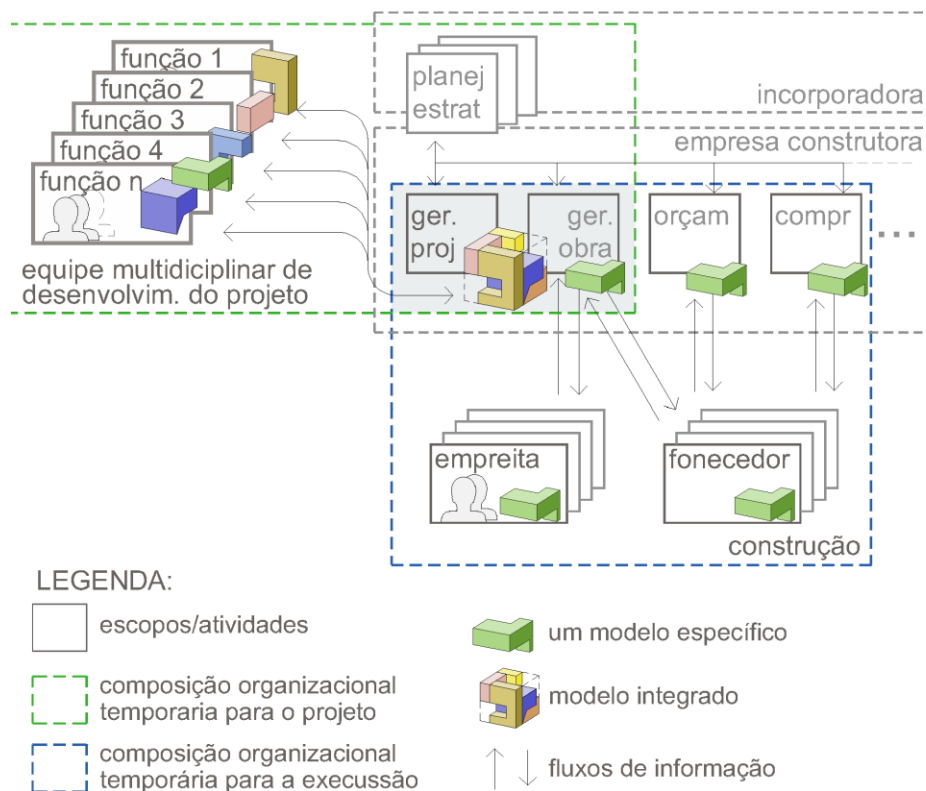 função 1
função 2
função 3
função 4
função n
equipe multidiciplinar de
desenvolvim. do projeto
planej
estrat
incorporadora
empresa construtora
ger.
proj
ger.
obra
orçam
compr
...
empreita
fonecedor
construção
LEGENDA:
escopos/atividades
composição organizacional
temporaria para o projeto
composição organizacional
temporária para a execussão
um modelo específico
modelo integrado
fluxos de informação